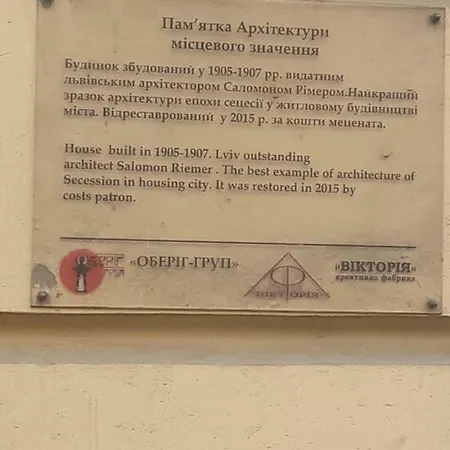 Пам’ятка Архітектури
місцевого значення
Будинок збудований у 1905-1907 рр. видатним
львівським архітектором Саломоном Рімером.Найкращий
зразок архітектури епохи сецесії у житловому будівництві
міста. Відреставрований у 2015 р. за кошти мецената.
House built in 1905-1907. Lviv outstanding
architect Salomon Riemer . The best example of architecture of
Secession in housing city. It was restored in 2015 by
costs patron.
«ОБЕРІГ-ГРУП»
ВІКТОРІЯ
«ВІКТОРІЯ»
креативна фабрика